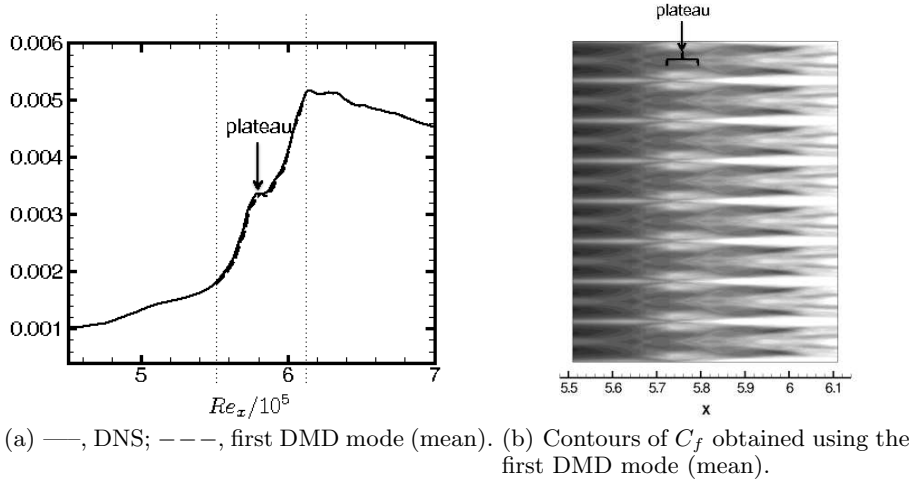 plateau
0.006
0.005
0.004
0.003
0.002
0.001
plateau
5 6 7
Re_x/10^5
5.5 5.6 5.7 5.8 5.9 6 6.1
x
(a) ——, DNS; −−−, first DMD mode (mean).
(b) Contours of C_f obtained using the
first DMD mode (mean).